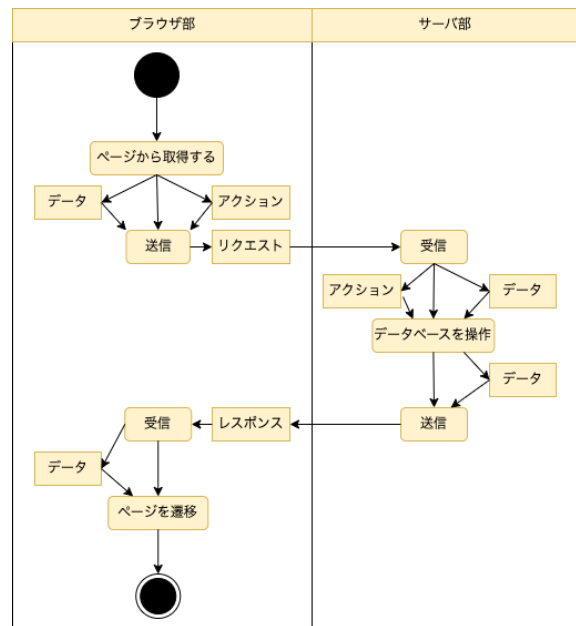 ブラウザ部
サーバ部
ページから取得する
データ
アクション
送信
リクエスト
受信
アクション
データ
データベースを操作
データ
受信
レスポンス
送信
データ
ページを遷移